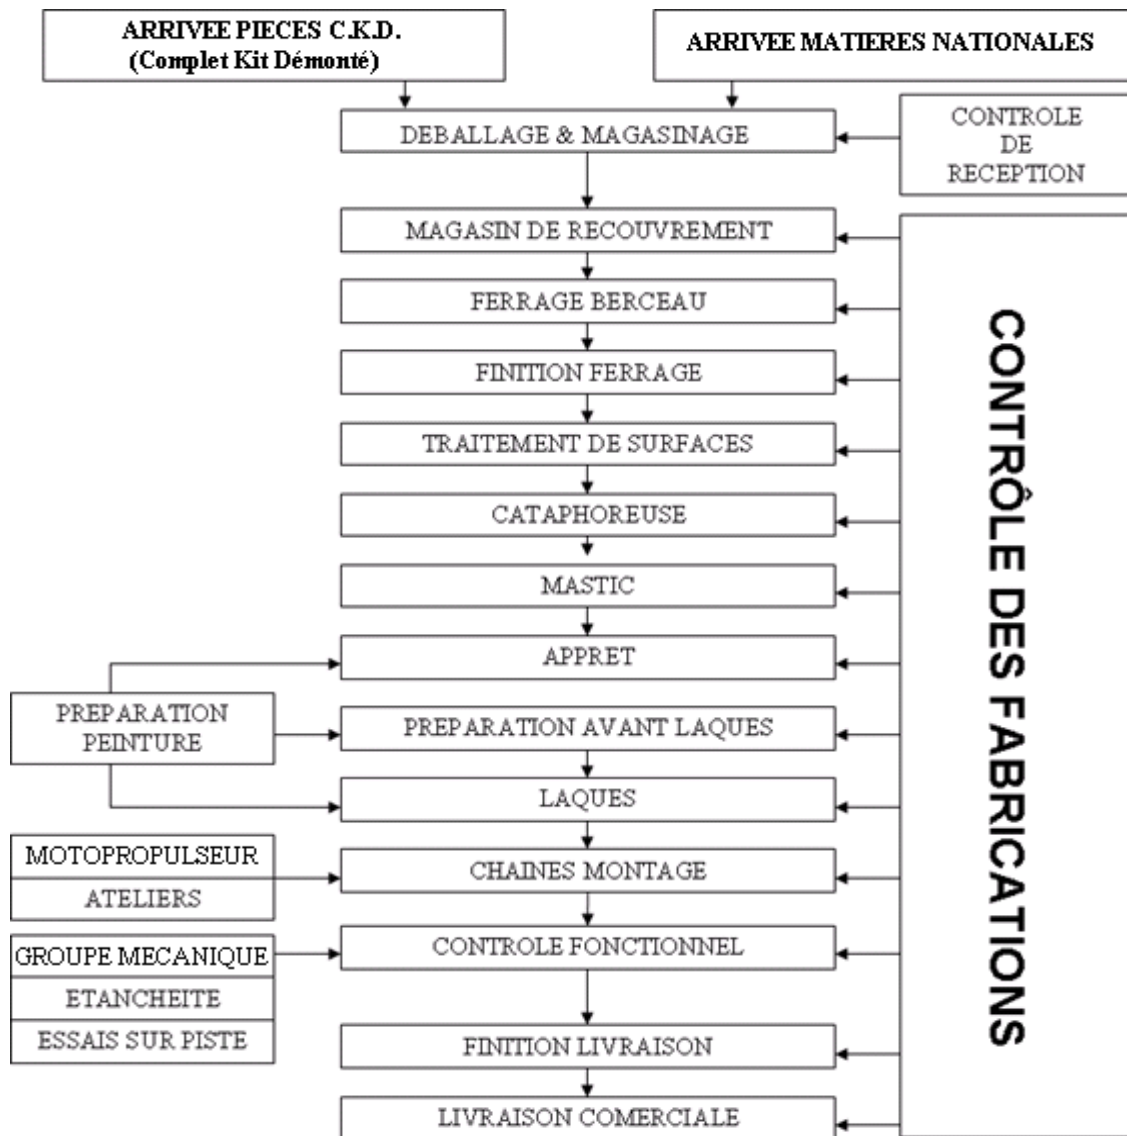 ARRIVEE PIECES C.K.D.
(Complet Kit Démonté)
ARRIVEE MATIERES NATIONALES
DEBALLAGE & MAGASINAGE
CONTROLE
DE
RECEPTION
MAGASIN DE RECOUVREMENT
FERRAGE BERCEAU
FINITION FERRAGE
TRAITEMENT DE SURFACES
CATAPHOREUSE
MASTIC
APPRET
PREPARATION
PEINTURE
PREPARATION AVANT LAQUES
LAQUES
MOTOPROPULSEUR
ATELIERS
CHAINES MONTAGE
GROUPE MECANIQUE
ETANCHEITE
ESSAIS SUR PISTE
CONTROLE FONCTIONNEL
FINITION LIVRAISON
LIVRAISON COMERCIALE
CONTRÔLE DES FABRICATIONS